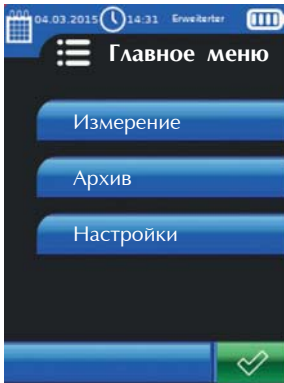 04.03.2015 14:31 Erweiterter
Главное меню
Измерение
Архив
Настройки